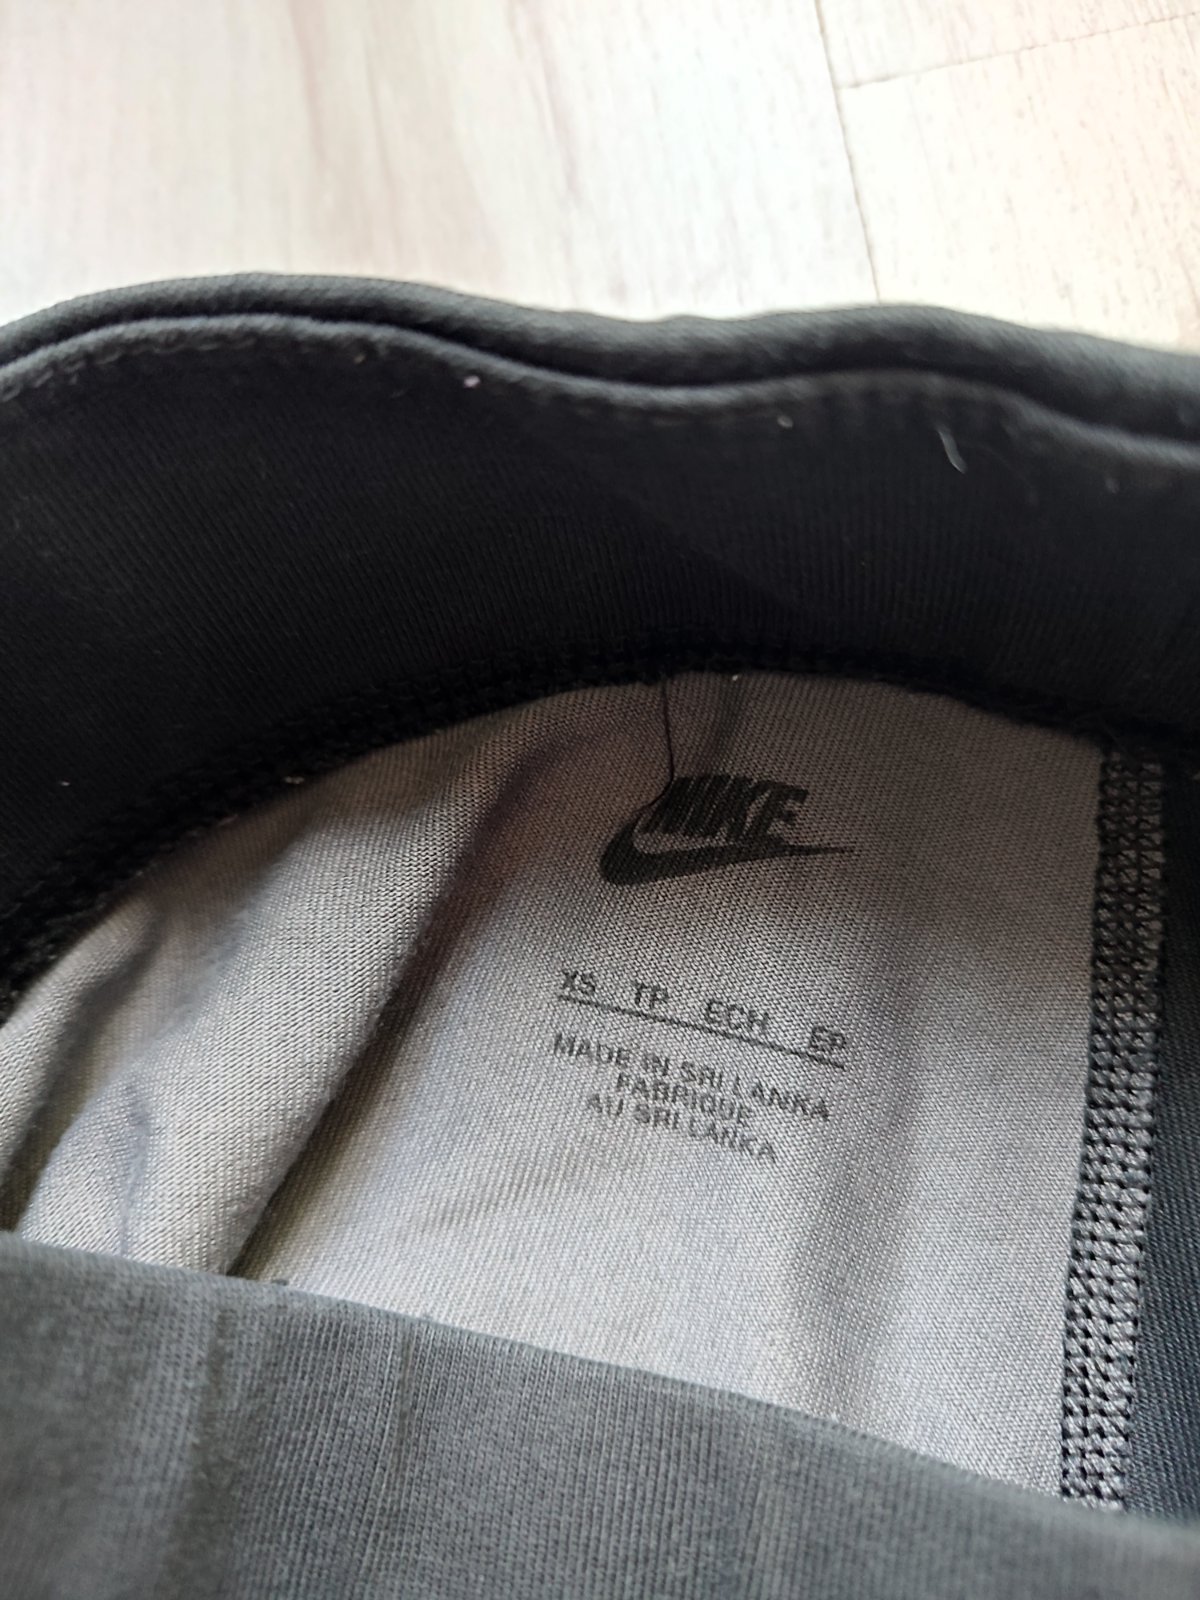 NIKE
XS TP ECH EP
MADE IN SRI LANKA
FABRIQUE
AU SRI LANKA